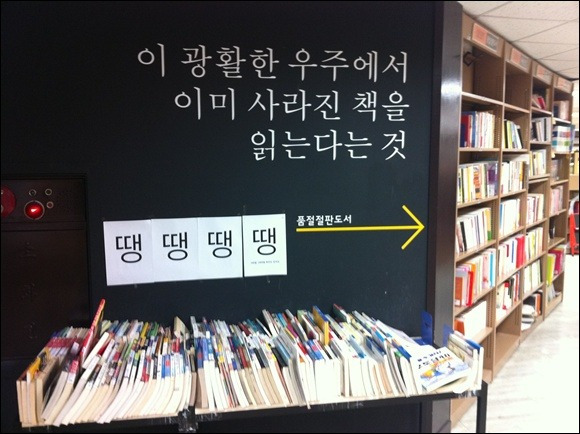 이 광활한 우주에서
이미 사라진 책을
읽는다는 것
품절절판도서
땡 땡 땡 땡